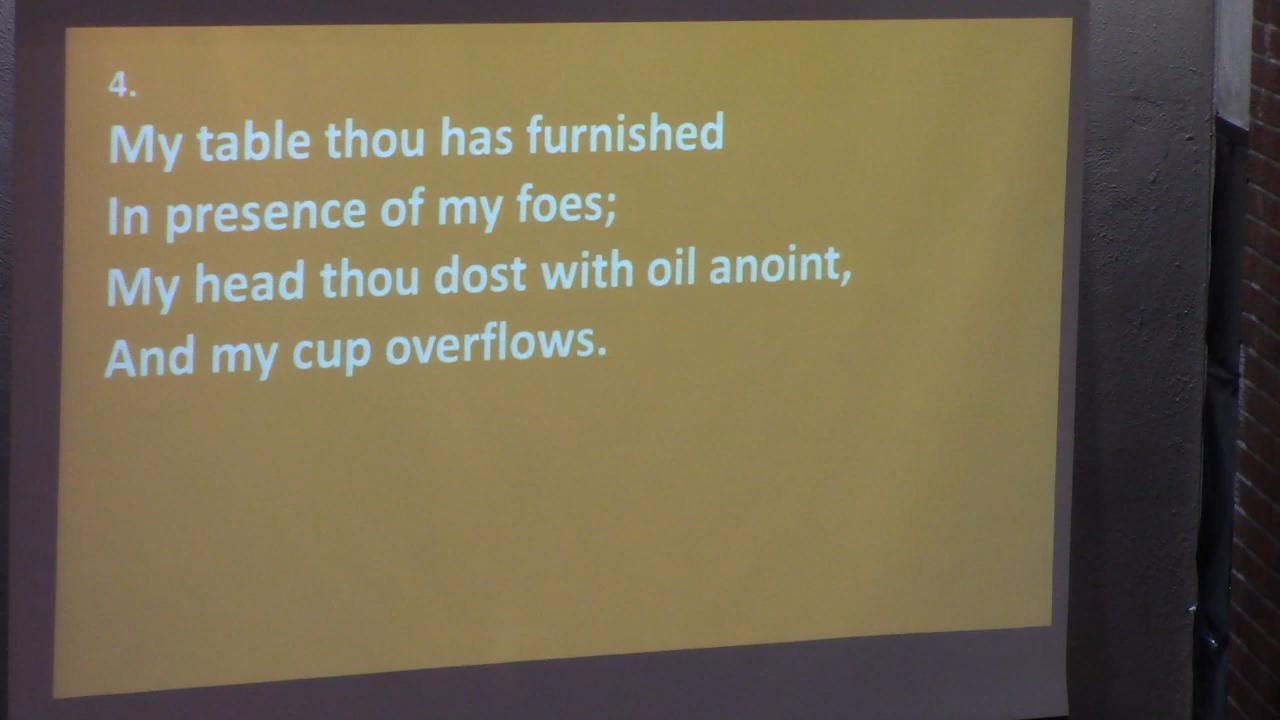 4.
My table thou has furnished
In presence of my foes;
My head thou dost with oil anoint,
And my cup overflows.